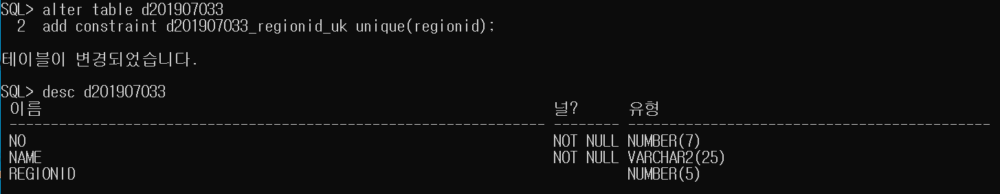 SQL> alter table d201907033
  2  add constraint d201907033_regionid_uk unique(regionid);
테이블이 변경되었습니다.
SQL> desc d201907033
 이름                                                              널?      유형
 ----------------------------------------------------------------- -------- --------------------------------------------
 NO                                                                NOT NULL NUMBER(7)
 NAME                                                              NOT NULL VARCHAR2(25)
 REGIONID                                                                   NUMBER(5)